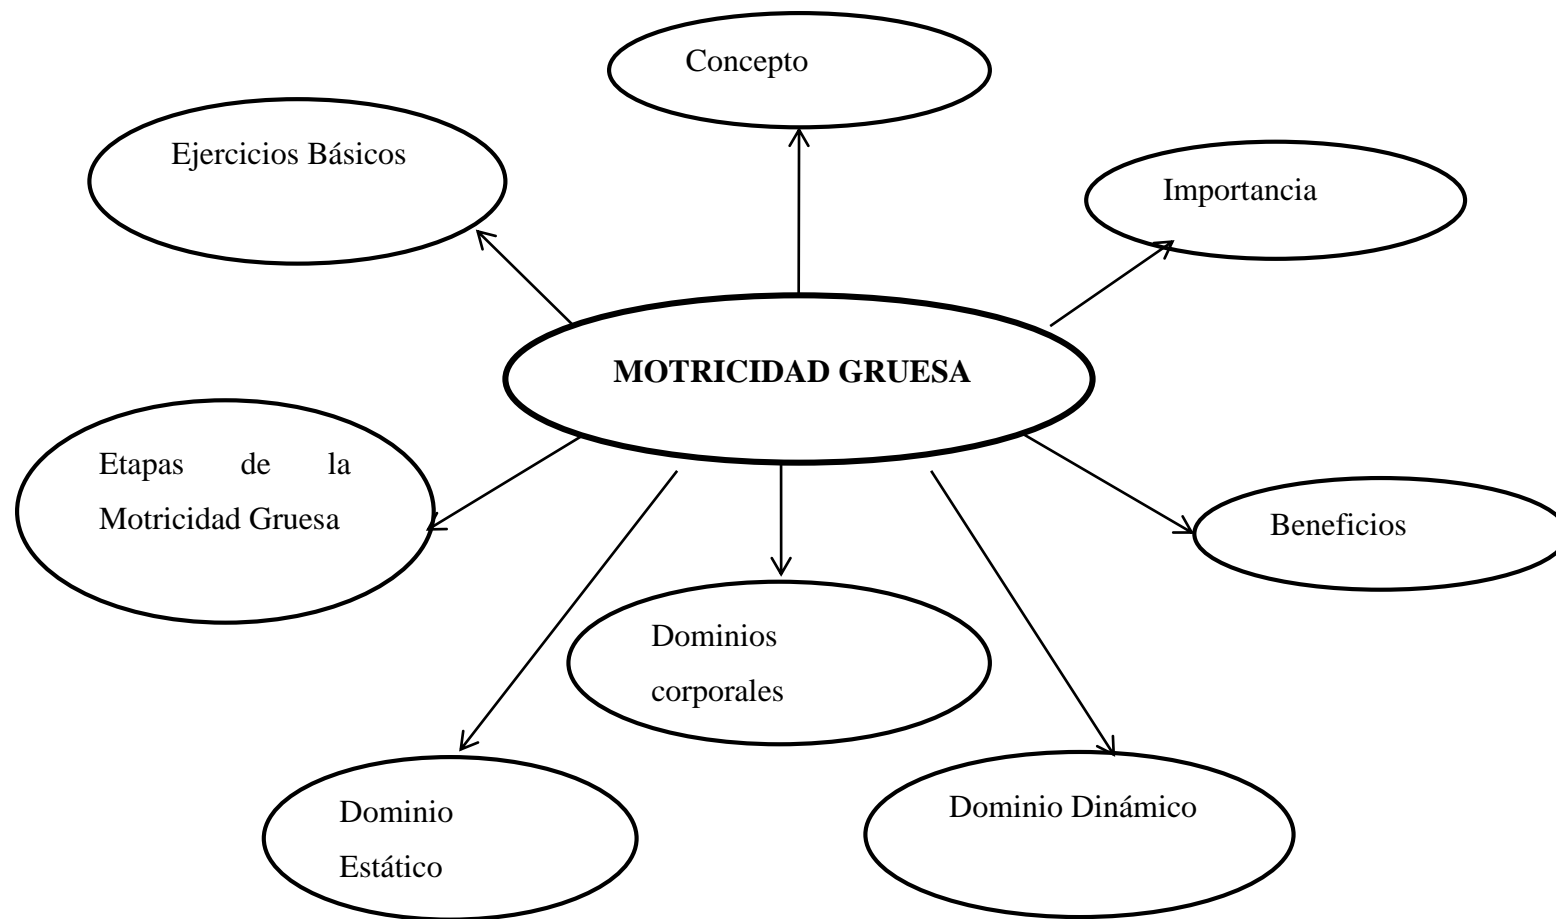 Concepto
Ejercicios Básicos
Importancia
MOTRICIDAD GRUESA
Etapas de la
Motricidad Gruesa
Beneficios
Dominios
corporales
Dominio
Estático
Dominio Dinámico